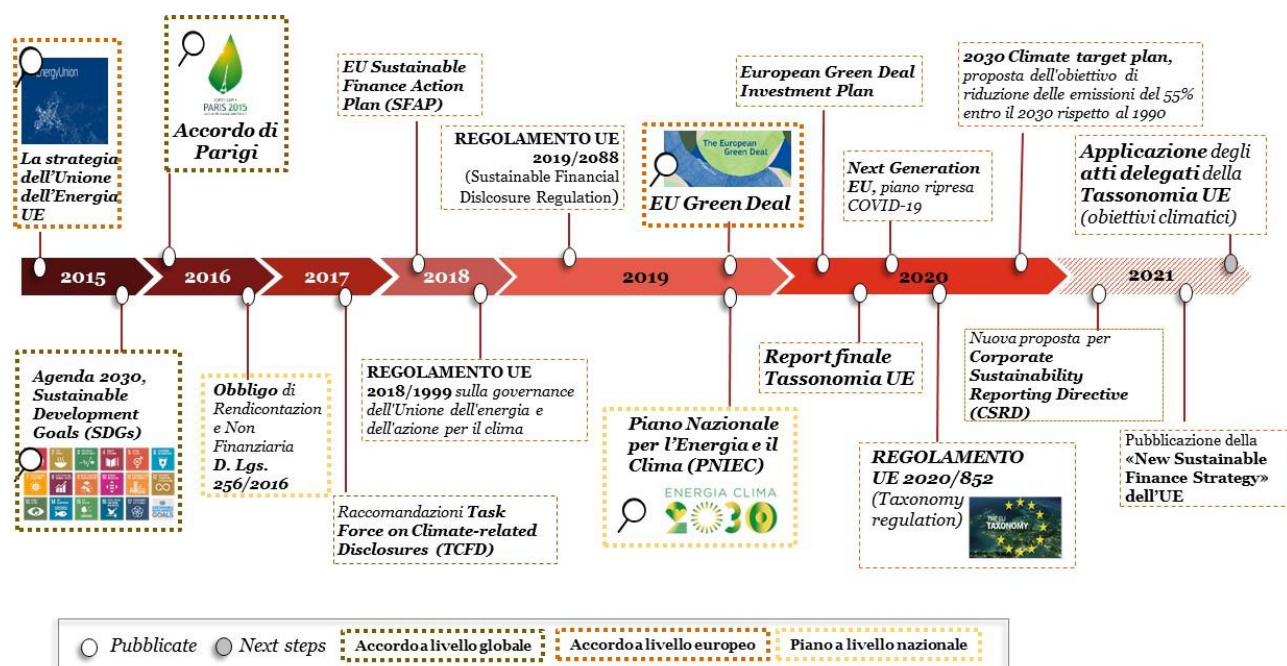 EnergyUnion
La strategia
dell'Unione
dell'Energia
UE
PARIS 2015
Accordo di
Parigi
EU Sustainable
Finance Action
Plan (SFAP)
REGOLAMENTO UE
2019/2088
(Sustainable Financial
Dislcosure Regulation)
The European
Green Deal
EU Green Deal
European Green Deal
Investment Plan
Next Generation
EU, piano ripresa
COVID-19
2030 Climate target plan,
proposta dell'obiettivo di
riduzione delle emissioni del 55%
entro il 2030 rispetto al 1990
Applicazione degli
atti delegati della
Tassonomia UE
(obiettivi climatici)
2015
2016
2017
2018
2019
2020
2021
Agenda 2030,
Sustainable
Development
Goals (SDGs)
Obbligo di
Rendicontazion
e Non
Finanziaria
D. Lgs.
256/2016
Raccomandazioni Task
Force on Climate-related
Disclosures (TCFD)
REGOLAMENTO UE
2018/1999 sulla governance
dell'Unione dell'energia e
dell'azione per il clima
Piano Nazionale
per l'Energia e il
Clima (PNIEC)
ENERGIA CLIMA
2030
Report finale
Tassonomia UE
REGOLAMENTO
UE 2020/852
(Taxonomy
regulation)
THE EU
TAXONOMY
Nuova proposta per
Corporate
Sustainability
Reporting Directive
(CSRD)
Pubblicazione della
«New Sustainable
Finance Strategy»
dell'UE
Pubblicate
Next steps
Accordo a livello globale
Accordo a livello europeo
Piano a livello nazionale